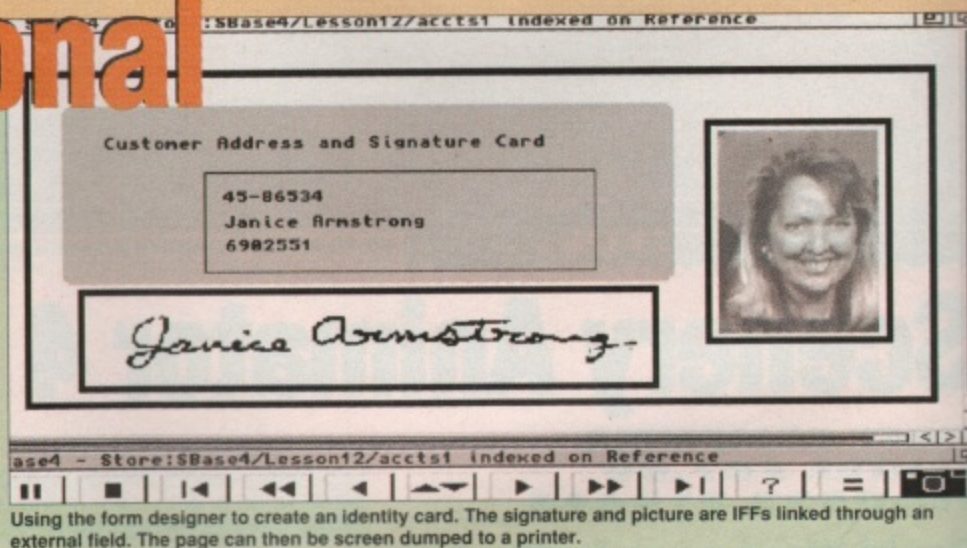 onal
:SBase4/Lesson12/accts1 indexed on Reference
Customer Address and Signature Card
45-86534
Janice Armstrong
6902551
Janice Armstrong
ase4 - Store:SBase4/Lesson12/accts1 indexed on Reference
? =
Using the form designer to create an identity card. The signature and picture are IFFs linked through an
external field. The page can then be screen dumped to a printer.